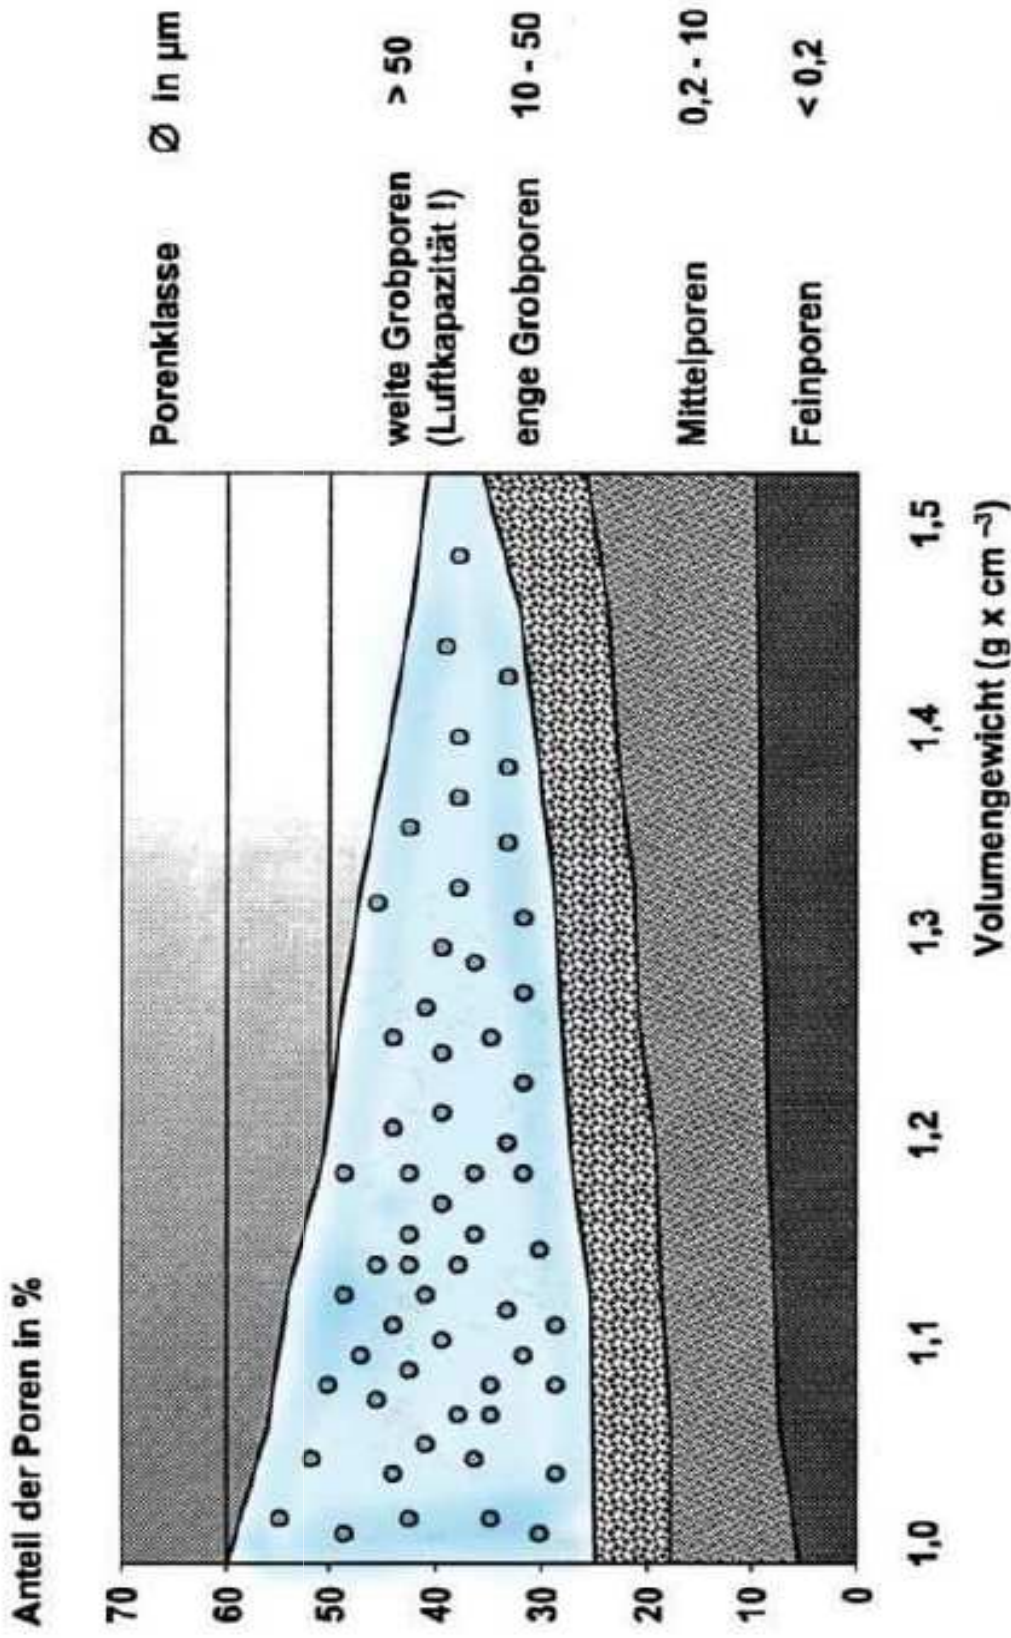 Anteil der Poren in %
70
60
50
40
30
20
10
0
1,0 1,1 1,2 1,3 1,4 1,5
Volumengewicht (g x cm ⁻³)
Porenklasse Ø in µm
weite Grobporen > 50
(Luftkapazität !)
enge Grobporen 10 - 50
Mittelporen 0,2 - 10
Feinporen < 0,2